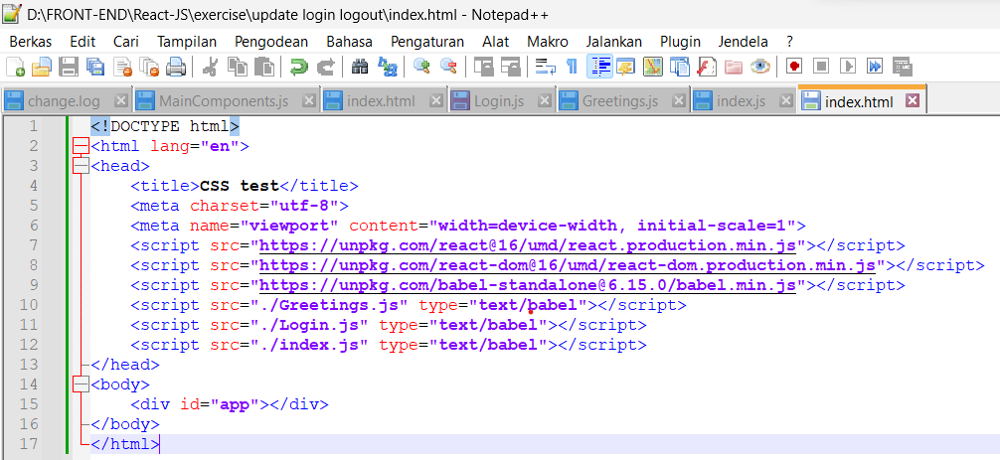 D:\FRONT-END\React-JS\exercise\update login logout\index.html - Notepad++
Berkas Edit Cari Tampilan Pengodean Bahasa Pengaturan Alat Makro Jalankan Plugin Jendela ?
change.log MainComponents.js index.html Login.js Greetings.js index.js index.html
1 <!DOCTYPE html>
2 <html lang="en">
3 <head>
4 <title>CSS test</title>
5 <meta charset="utf-8">
6 <meta name="viewport" content="width=device-width, initial-scale=1">
7 <script src="https://unpkg.com/react@16/umd/react.production.min.js"></script>
8 <script src="https://unpkg.com/react-dom@16/umd/react-dom.production.min.js"></script>
9 <script src="https://unpkg.com/babel-standalone@6.15.0/babel.min.js"></script>
10 <script src="./Greetings.js" type="text/babel"></script>
11 <script src="./Login.js" type="text/babel"></script>
12 <script src="./index.js" type="text/babel"></script>
13 </head>
14 <body>
15 <div id="app"></div>
16 </body>
17 </html>